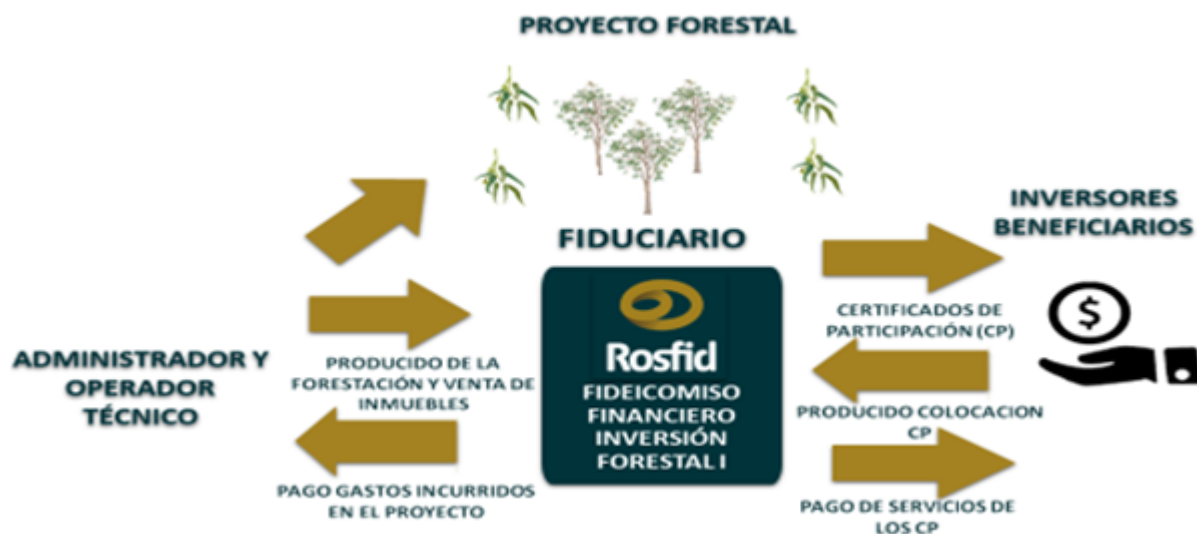 PROYECTO FORESTAL
FIDUCIARIO
Rosfid
FIDEICOMISO
FINANCIERO
INVERSIÓN
FORESTAL I
ADMINISTRADOR Y
OPERADOR
TÉCNICO
PRODUCIDO DE LA
FORESTACIÓN Y VENTA DE
INMUEBLES
PAGO GASTOS INCURRIDOS
EN EL PROYECTO
INVERSORES
BENEFICIARIOS
$
CERTIFICADOS DE
PARTICIPACIÓN (CP)
PRODUCIDO COLOCACION
CP
PAGO DE SERVICIOS DE
LOS CP